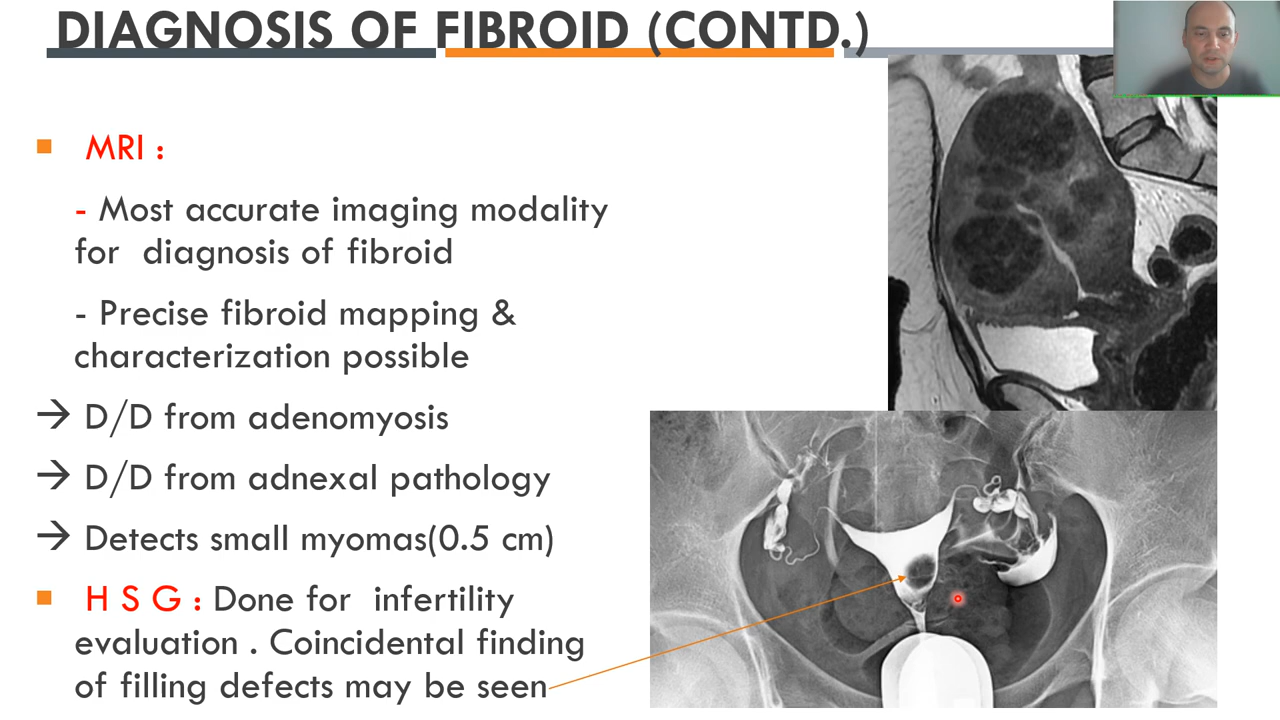 DIAGNOSIS OF FIBROID (CONTD.)
MRI :
- Most accurate imaging modality
for diagnosis of fibroid
- Precise fibroid mapping &
characterization possible
→ D/D from adenomyosis
→ D/D from adnexal pathology
→ Detects small myomas(0.5 cm)
H S G : Done for infertility
evaluation . Coincidental finding
of filling defects may be seen